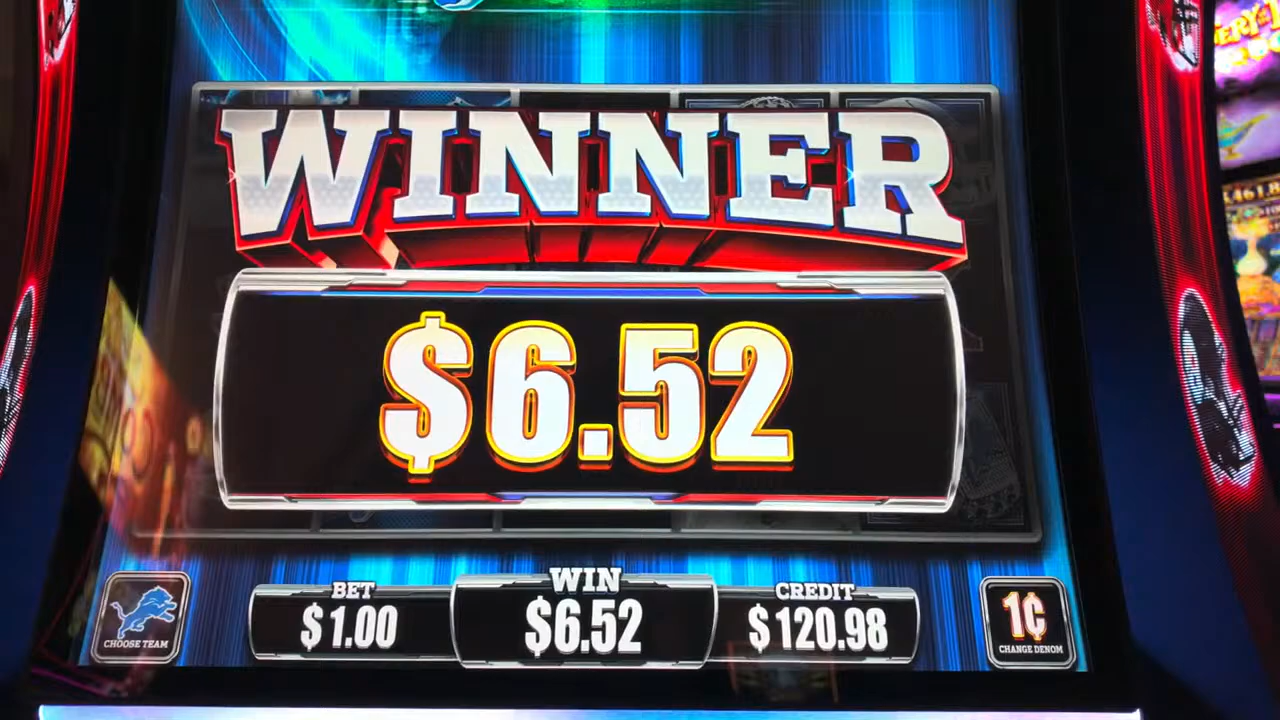 WINNER
$6.52
BET
$1.00
WIN
$6.52
CREDIT
$120.98
CHOOSE TEAM
1¢
CHANGE DENOM